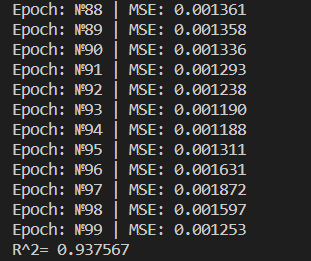 Epoch: №88 | MSE: 0.001361
Epoch: №89 | MSE: 0.001358
Epoch: №90 | MSE: 0.001336
Epoch: №91 | MSE: 0.001293
Epoch: №92 | MSE: 0.001238
Epoch: №93 | MSE: 0.001190
Epoch: №94 | MSE: 0.001188
Epoch: №95 | MSE: 0.001311
Epoch: №96 | MSE: 0.001631
Epoch: №97 | MSE: 0.001872
Epoch: №98 | MSE: 0.001597
Epoch: №99 | MSE: 0.001253
R^2= 0.937567